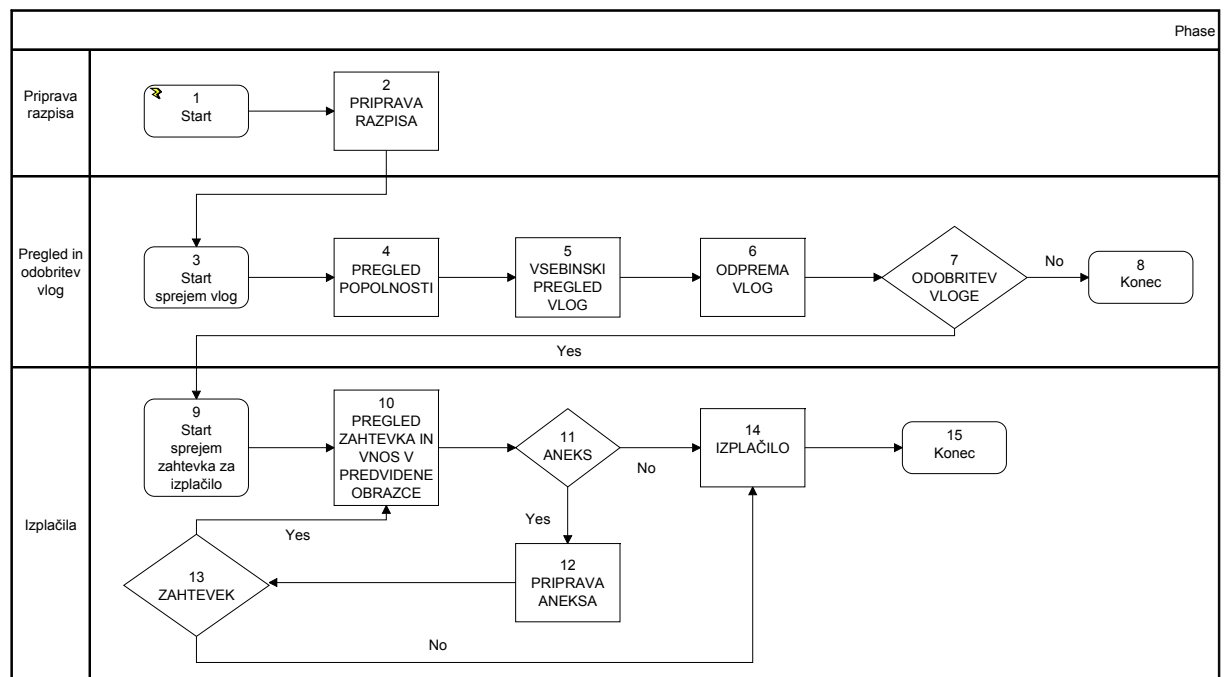 Phase
Priprava
razpisa
1
Start
2
PRIPRAVA
RAZPISA
Pregled in
odobritev
vlog
3
Start
sprejem vlog
4
PREGLED
POPOLNOSTI
5
VSEBINSKI
PREGLED
VLOG
6
ODPREMA
VLOG
7
ODOBRITEV
VLOGE
No
8
Konec
Yes
Izplačila
9
Start
sprejem
zahtevka za
izplačilo
10
PREGLED
ZAHTEVKA IN
VNOS V
PREDVIDENE
OBRAZCE
11
ANEKS
No
14
IZPLAČILO
15
Konec
Yes
12
PRIPRAVA
ANEKSA
13
ZAHTEVEK
Yes
No